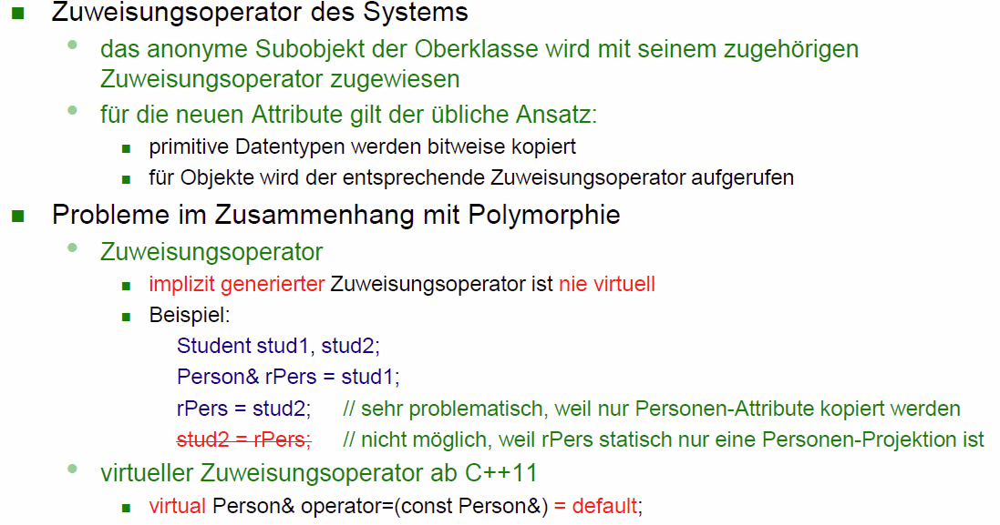 Zuweisungsoperator des Systems
das anonyme Subobjekt der Oberklasse wird mit seinem zugehörigen
Zuweisungsoperator zugewiesen
für die neuen Attribute gilt der übliche Ansatz:
primitive Datentypen werden bitweise kopiert
für Objekte wird der entsprechende Zuweisungsoperator aufgerufen
Probleme im Zusammenhang mit Polymorphie
Zuweisungsoperator
implizit generierter Zuweisungsoperator ist nie virtuell
Beispiel:
Student stud1, stud2;
Person& rPers = stud1;
rPers = stud2; // sehr problematisch, weil nur Personen-Attribute kopiert werden
stud2 = rPers; // nicht möglich, weil rPers statisch nur eine Personen-Projektion ist
virtueller Zuweisungsoperator ab C++11
virtual Person& operator=(const Person&) = default;